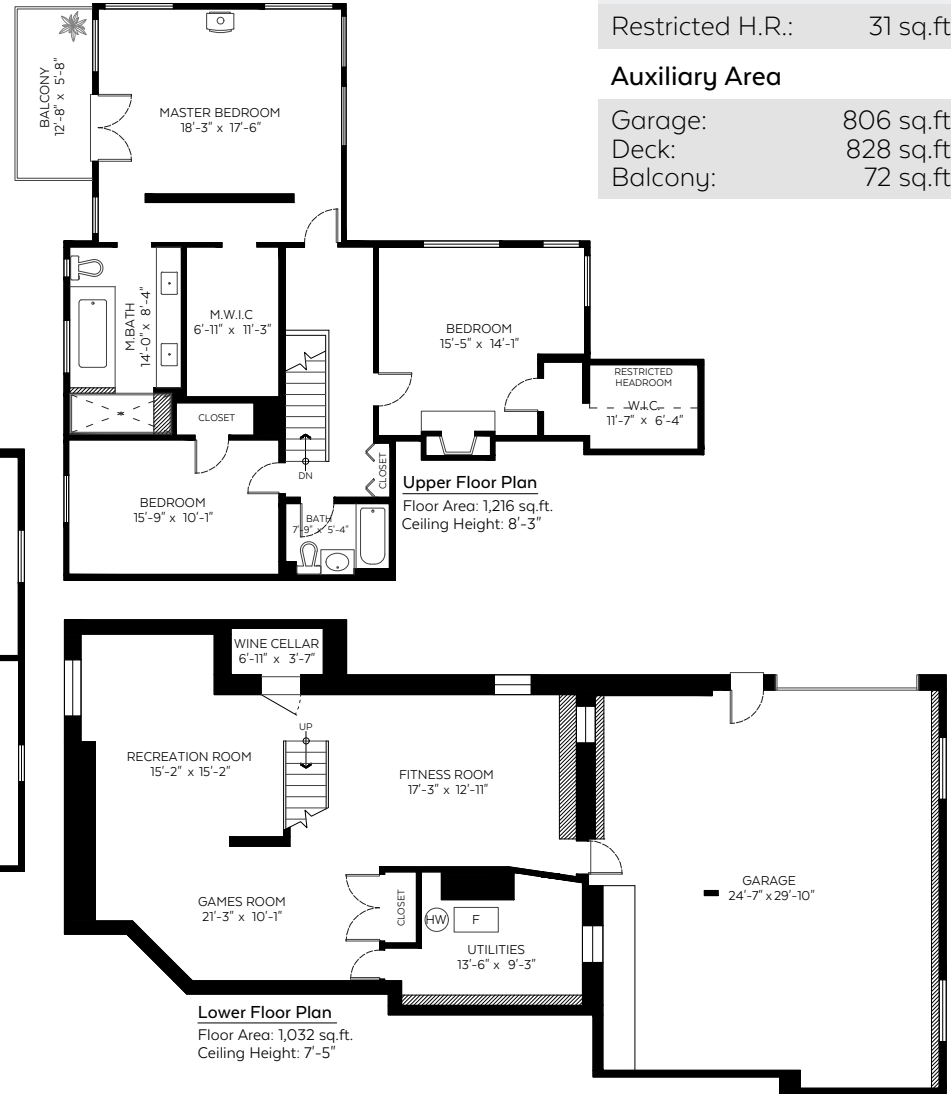 Restricted H.R.: 31 sq.ft
Auxiliary Area
Garage: 806 sq.ft
Deck: 828 sq.ft
Balcony: 72 sq.ft
BALCONY
12'-8" x 5'-8"
MASTER BEDROOM
18'-3" x 17'-6"
M.BATH
14'-0" x 8'-4"
M.W.I.C
6'-11" x 11'-3"
BEDROOM
15'-5" x 14'-1"
RESTRICTED
HEADROOM
W.I.C.
11'-7" x 6'-4"
*
CLOSET
DN
CLOSET
BEDROOM
15'-9" x 10'-1"
BATH
7'-9" x 5'-4"
Upper Floor Plan
Floor Area: 1,216 sq.ft.
Ceiling Height: 8'-3"
WINE CELLAR
6'-11" x 3'-7"
UP
RECREATION ROOM
15'-2" x 15'-2"
FITNESS ROOM
17'-3" x 12'-11"
GAMES ROOM
21'-3" x 10'-1"
CLOSET
HW
F
UTILITIES
13'-6" x 9'-3"
GARAGE
24'-7" x 29'-10"
Lower Floor Plan
Floor Area: 1,032 sq.ft.
Ceiling Height: 7'-5"